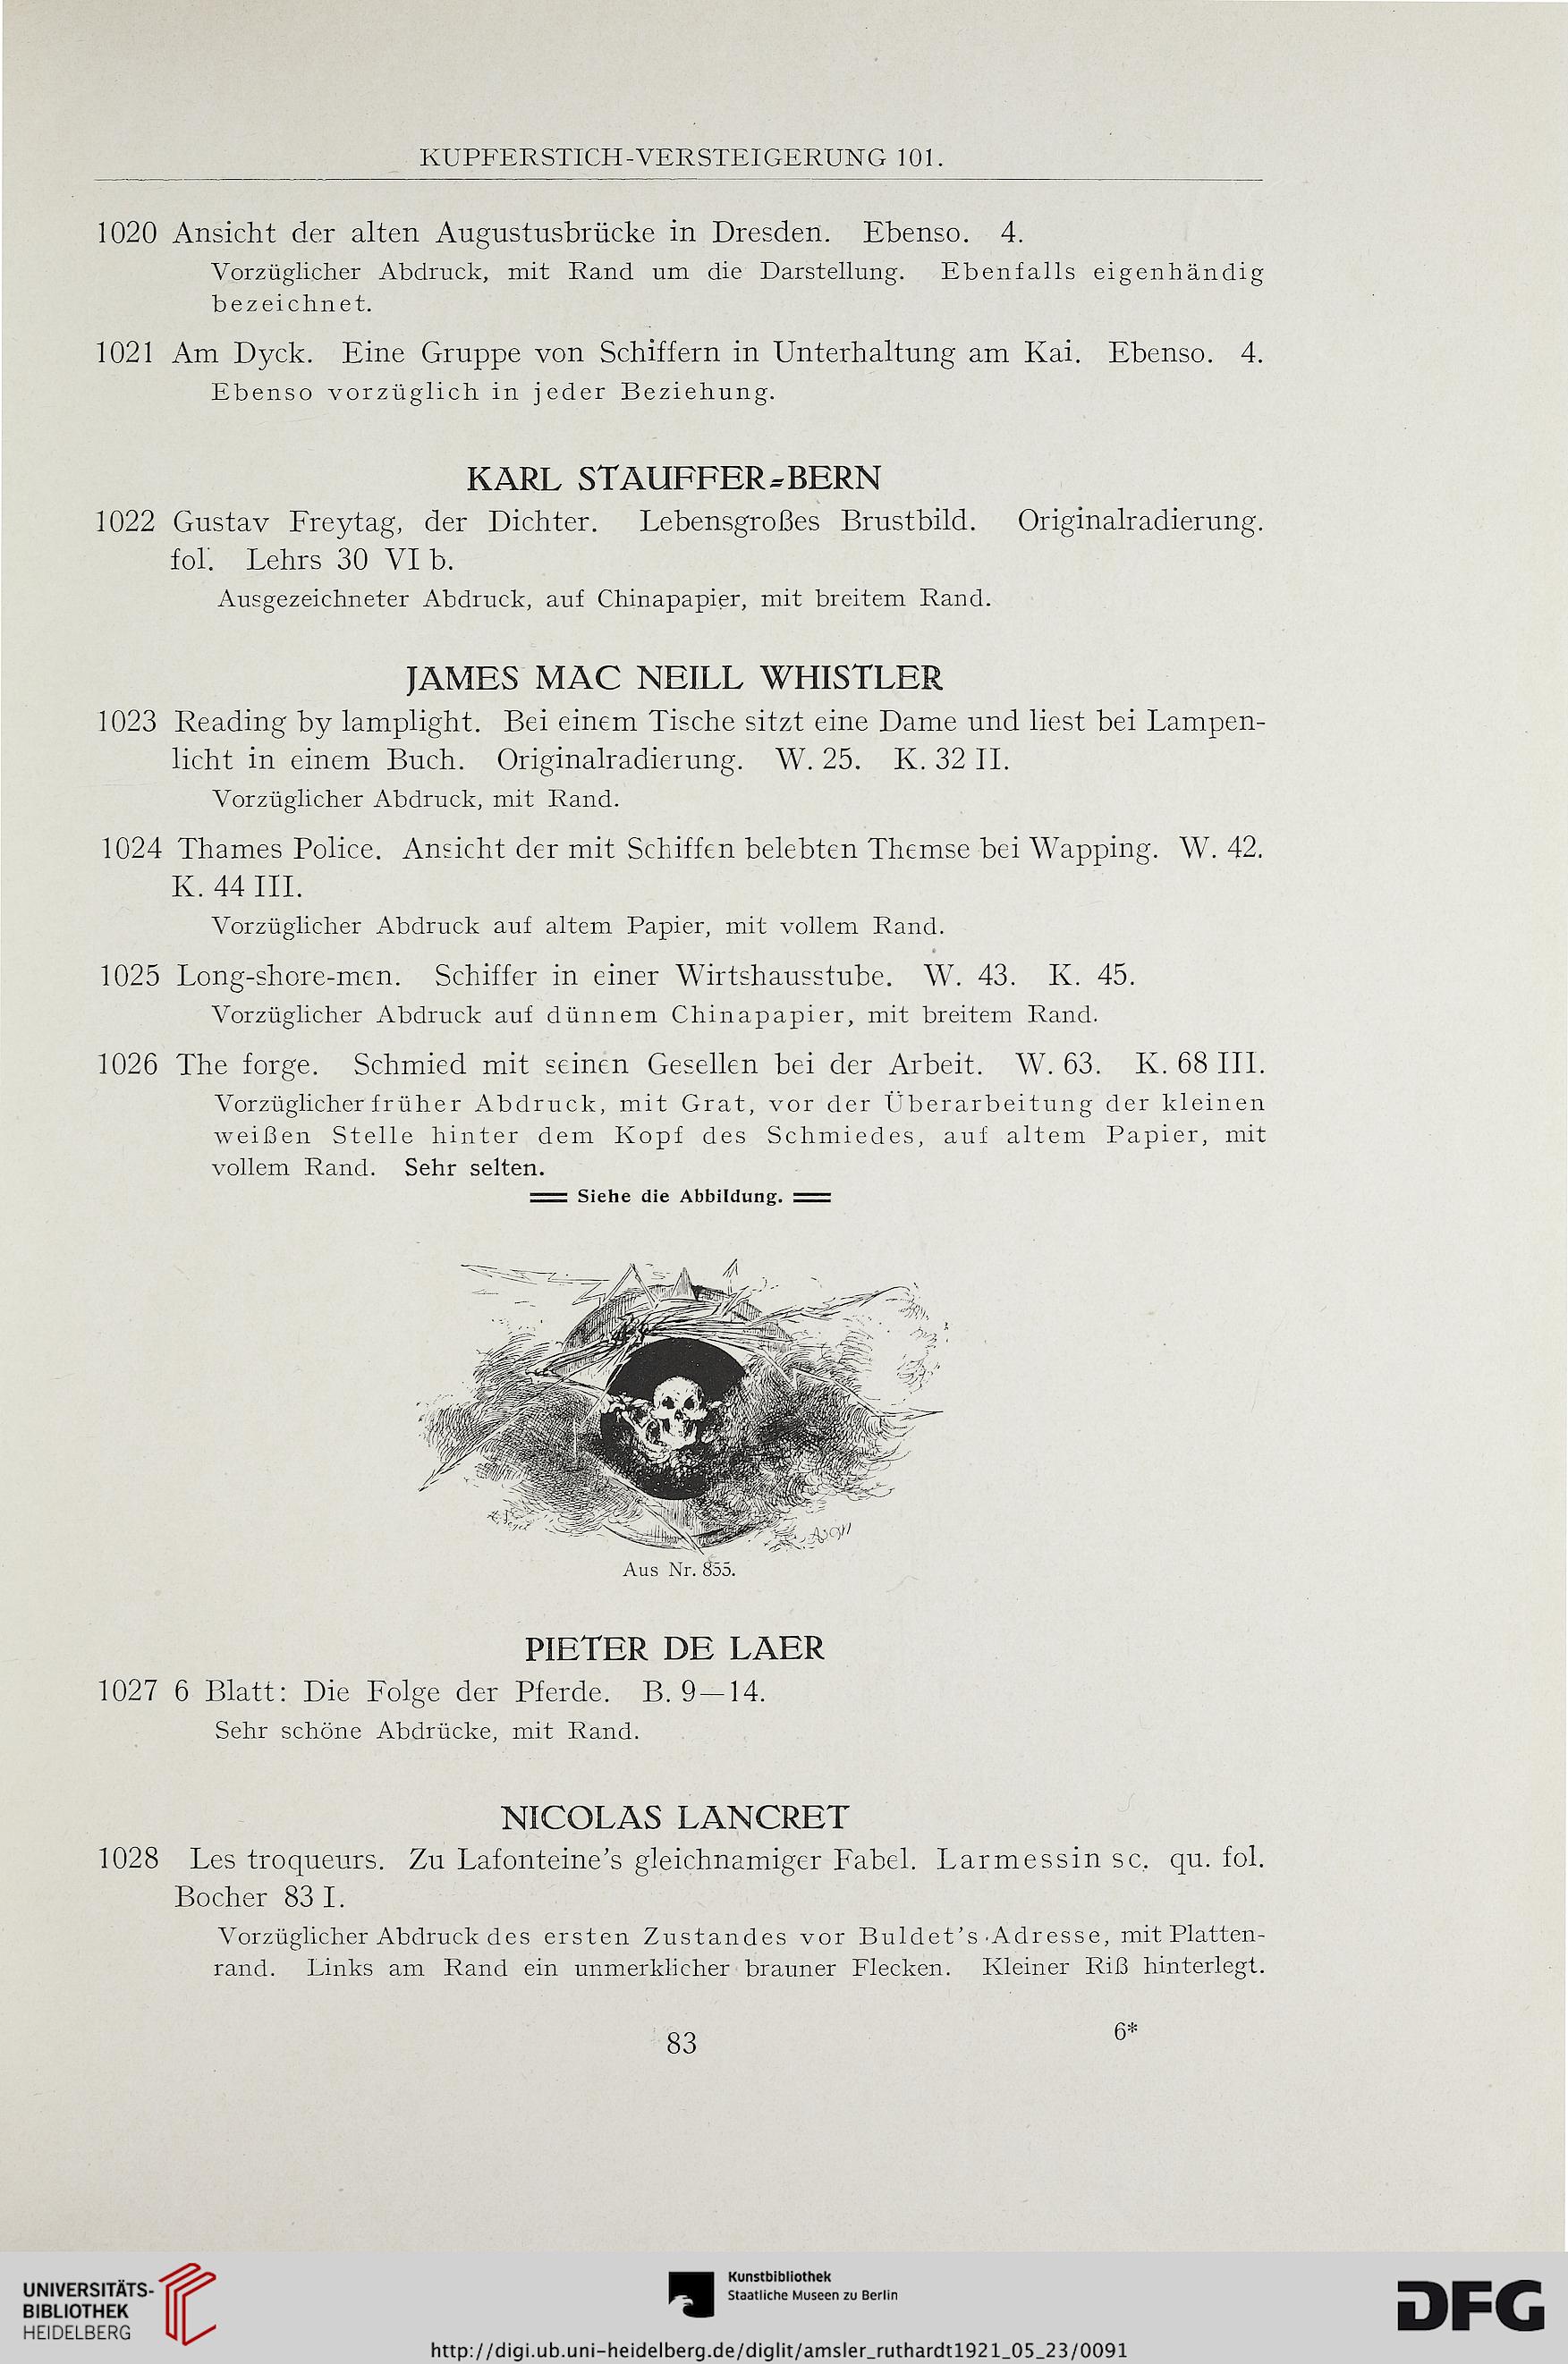 KUPFERSTICH-VERSTEIGERUNG 101.
1020 Ansicht der alten Augustusbrücke in Dresden. Ebenso. 4.
Vorzüglicher Abdruck, mit Rand um die Darstellung. Ebenfalls eigenhändig
bezeichnet.
1021 Am Dyck. Eine Gruppe von Schiffern in Unterhaltung am Kai. Ebenso. 4.
Ebenso vorzüglich in jeder Beziehung.
KARL STAUFFER-BERN
1022 Gustav Freytag, der Dichter. Lebensgroßes Brustbild. Originalradierung.
fol. Lehrs 30 VI b.
Ausgezeichneter Abdruck, auf Chinapapier, mit breitem Rand.
JAMES MAC NEILL WHISTLER
1023 Reading by lamplight. Bei einem Tische sitzt eine Dame und liest bei Lampen-
licht in einem Buch. Originalradierung. W. 25. K. 32 II.
Vorzüglicher Abdruck, mit Rand.
1024 Thames Police. Ansicht der mit Schiffen belebten Themse bei Wapping. W. 42.
K. 44 III.
Vorzüglicher Abdruck auf altem Papier, mit vollem Rand.
1025 Long-shore-men. Schiffer in einer Wirtshausstube. W. 43. K. 45.
Vorzüglicher Abdruck auf dünnem Chinapapier, mit breitem Rand.
1026 The forge. Schmied mit seinen Gesellen bei der Arbeit. W. 63. K. 68 III.
Vorzüglicher früher Abdruck, mit Grat, vor der Überarbeitung der kleinen
weißen Stelle hinter dem Kopf des Schmiedes, auf altem Papier, mit
vollem Rand. Sehr selten.
Siehe die Abbildung.
Aus Nr. 855.
PIETER DE LAER
1027 6 Blatt: Die Folge der Pferde. B. 9—14.
Sehr schöne Abdrücke, mit Rand.
NICOLAS LANCRET
1028 Les troqueurs. Zu Lafonteine's gleichnamiger Fabel. Larmessin sc. qu. fol.
Bocher 83 I.
Vorzüglicher Abdruck des ersten Zustandes vor Buldet's Adresse, mit Platten-
rand. Links am Rand ein unmerklicher brauner Flecken. Kleiner Riß hinterlegt.
83
6*
UNIVERSITÄTS-
BIBLIOTHEK
HEIDELBERG
Kunstbibliothek
Staatliche Museen zu Berlin
DFG
http://digi.ub.uni-heidelberg.de/diglit/amsler_ruthardt1921_05_23/0091